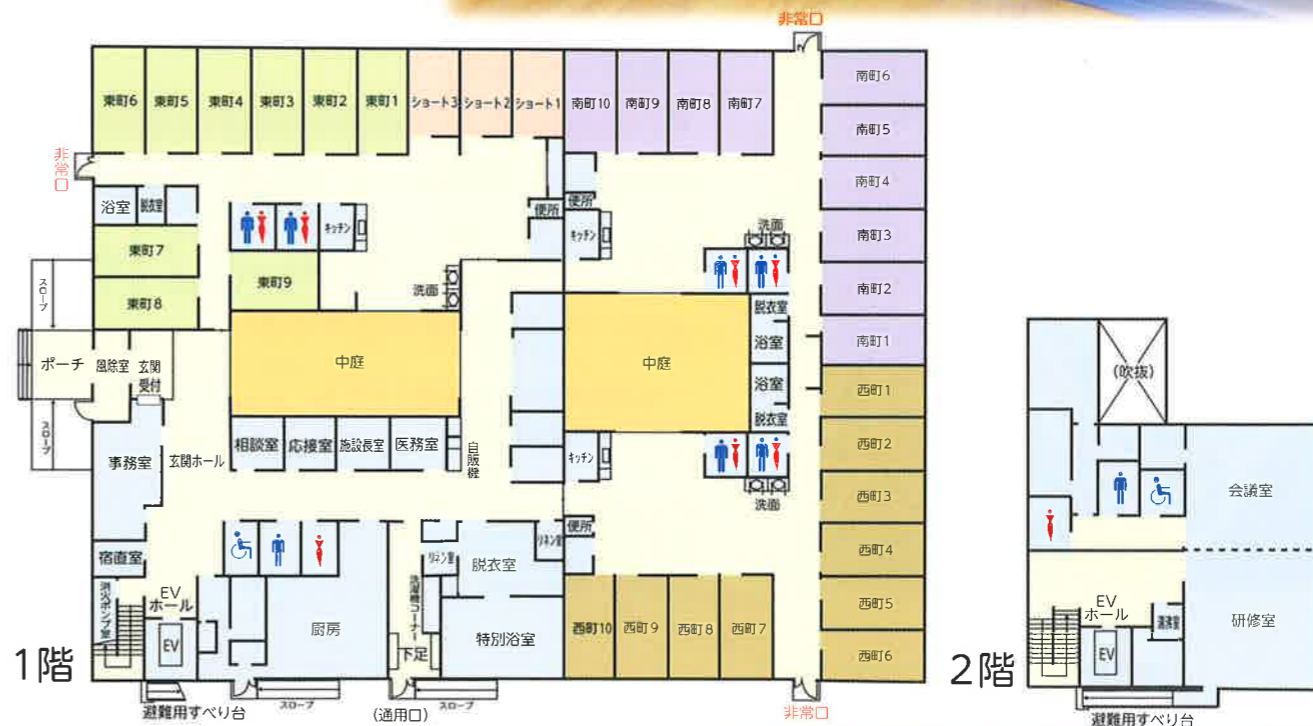 非常口
東町6
東町5
東町4
東町3
東町2
東町1
ショート3
ショート2
ショート1
南町10
南町9
南町8
南町7
南町6
南町5
南町4
南町3
南町2
南町1
非常口
浴室
脱衣室
キッチン
便所
便所
キッチン
洗面
東町7
東町8
東町9
洗面
スロープ
ポーチ
風除室
玄関
受付
スロープ
中庭
中庭
脱衣室
浴室
浴室
脱衣室
西町1
西町2
西町3
西町4
西町5
西町6
事務室
玄関ホール
相談室
応接室
施設長室
医務室
自販機
キッチン
洗面
便所
宿直室
消火ポンプ室
EV
ホール
EV
厨房
リネン室
脱衣室
リネン室
洗濯機コーナー
下足
特別浴室
西町10
西町9
西町8
西町7
1階
避難用すべり台
スロープ
(通用口)
スロープ
非常口
(吹抜)
会議室
研修室
EV
ホール
湯沸室
EV
2階
避難用すべり台